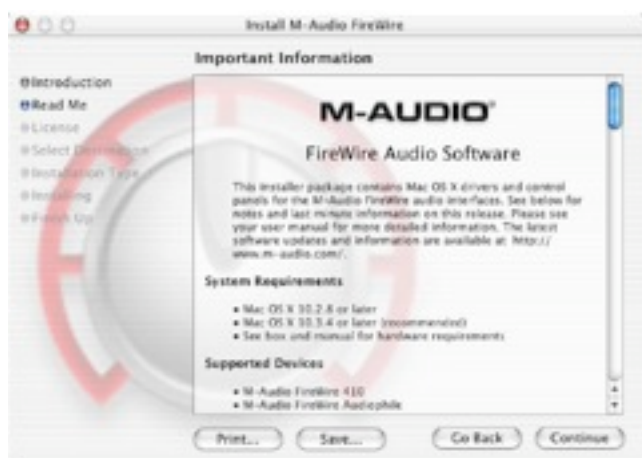 Install M-Audio FireWire
Important Information
Introduction
Read Me
License
Select Destination
Installation Type
Installing
Finish Up
M-AUDIO®
FireWire Audio Software
This installer package contains Mac OS X drivers and control
panels for the M-Audio FireWire audio interfaces. See below for
notes and last minute information on this release. Please see
your user manual for more detailed information. The latest
software updates and information are available at http://
www.m-audio.com/.
System Requirements
• Mac OS X 10.2.8 or later
• Mac OS X 10.3.4 or later (recommended)
• See box and manual for hardware requirements
Supported Devices
• M-Audio FireWire 410
• M-Audio FireWire Audiophile
Print...
Save...
Go Back
Continue